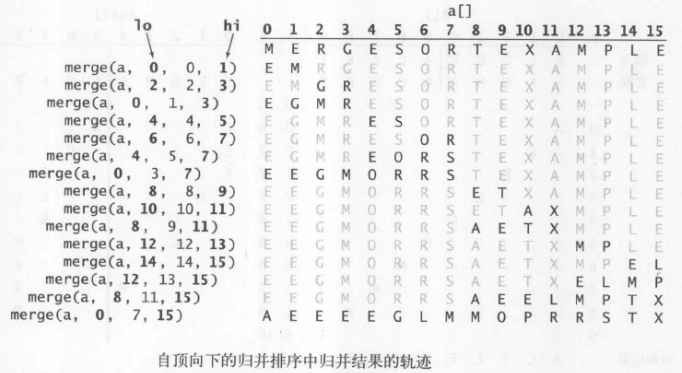 a[]
lo hi 0 1 2 3 4 5 6 7 8 9 10 11 12 13 14 15
M E R G E S O R T E X A M P L E
merge(a, 0, 0, 1) E M R G E S O R T E X A M P L E
merge(a, 2, 2, 3) E M G R E S O R T E X A M P L E
merge(a, 0, 1, 3) E G M R E S O R T E X A M P L E
merge(a, 4, 4, 5) E G M R E S O R T E X A M P L E
merge(a, 6, 6, 7) E G M R E S O R T E X A M P L E
merge(a, 4, 5, 7) E G M R E O R S T E X A M P L E
merge(a, 0, 3, 7) E E G M O R R S T E X A M P L E
merge(a, 8, 8, 9) E E G M O R R S E T X A M P L E
merge(a, 10, 10, 11) E E G M O R R S E T A X M P L E
merge(a, 8, 9, 11) E E G M O R R S A E T X M P L E
merge(a, 12, 12, 13) E E G M O R R S A E T X M P L E
merge(a, 14, 14, 15) E E G M O R R S A E T X M P E L
merge(a, 12, 13, 15) E E G M O R R S A E T X E L M P
merge(a, 8, 11, 15) E E G M O R R S A E E L M P T X
merge(a, 0, 7, 15) A E E E E G L M M O P R R S T X
自顶向下的归并排序中归并结果的轨迹